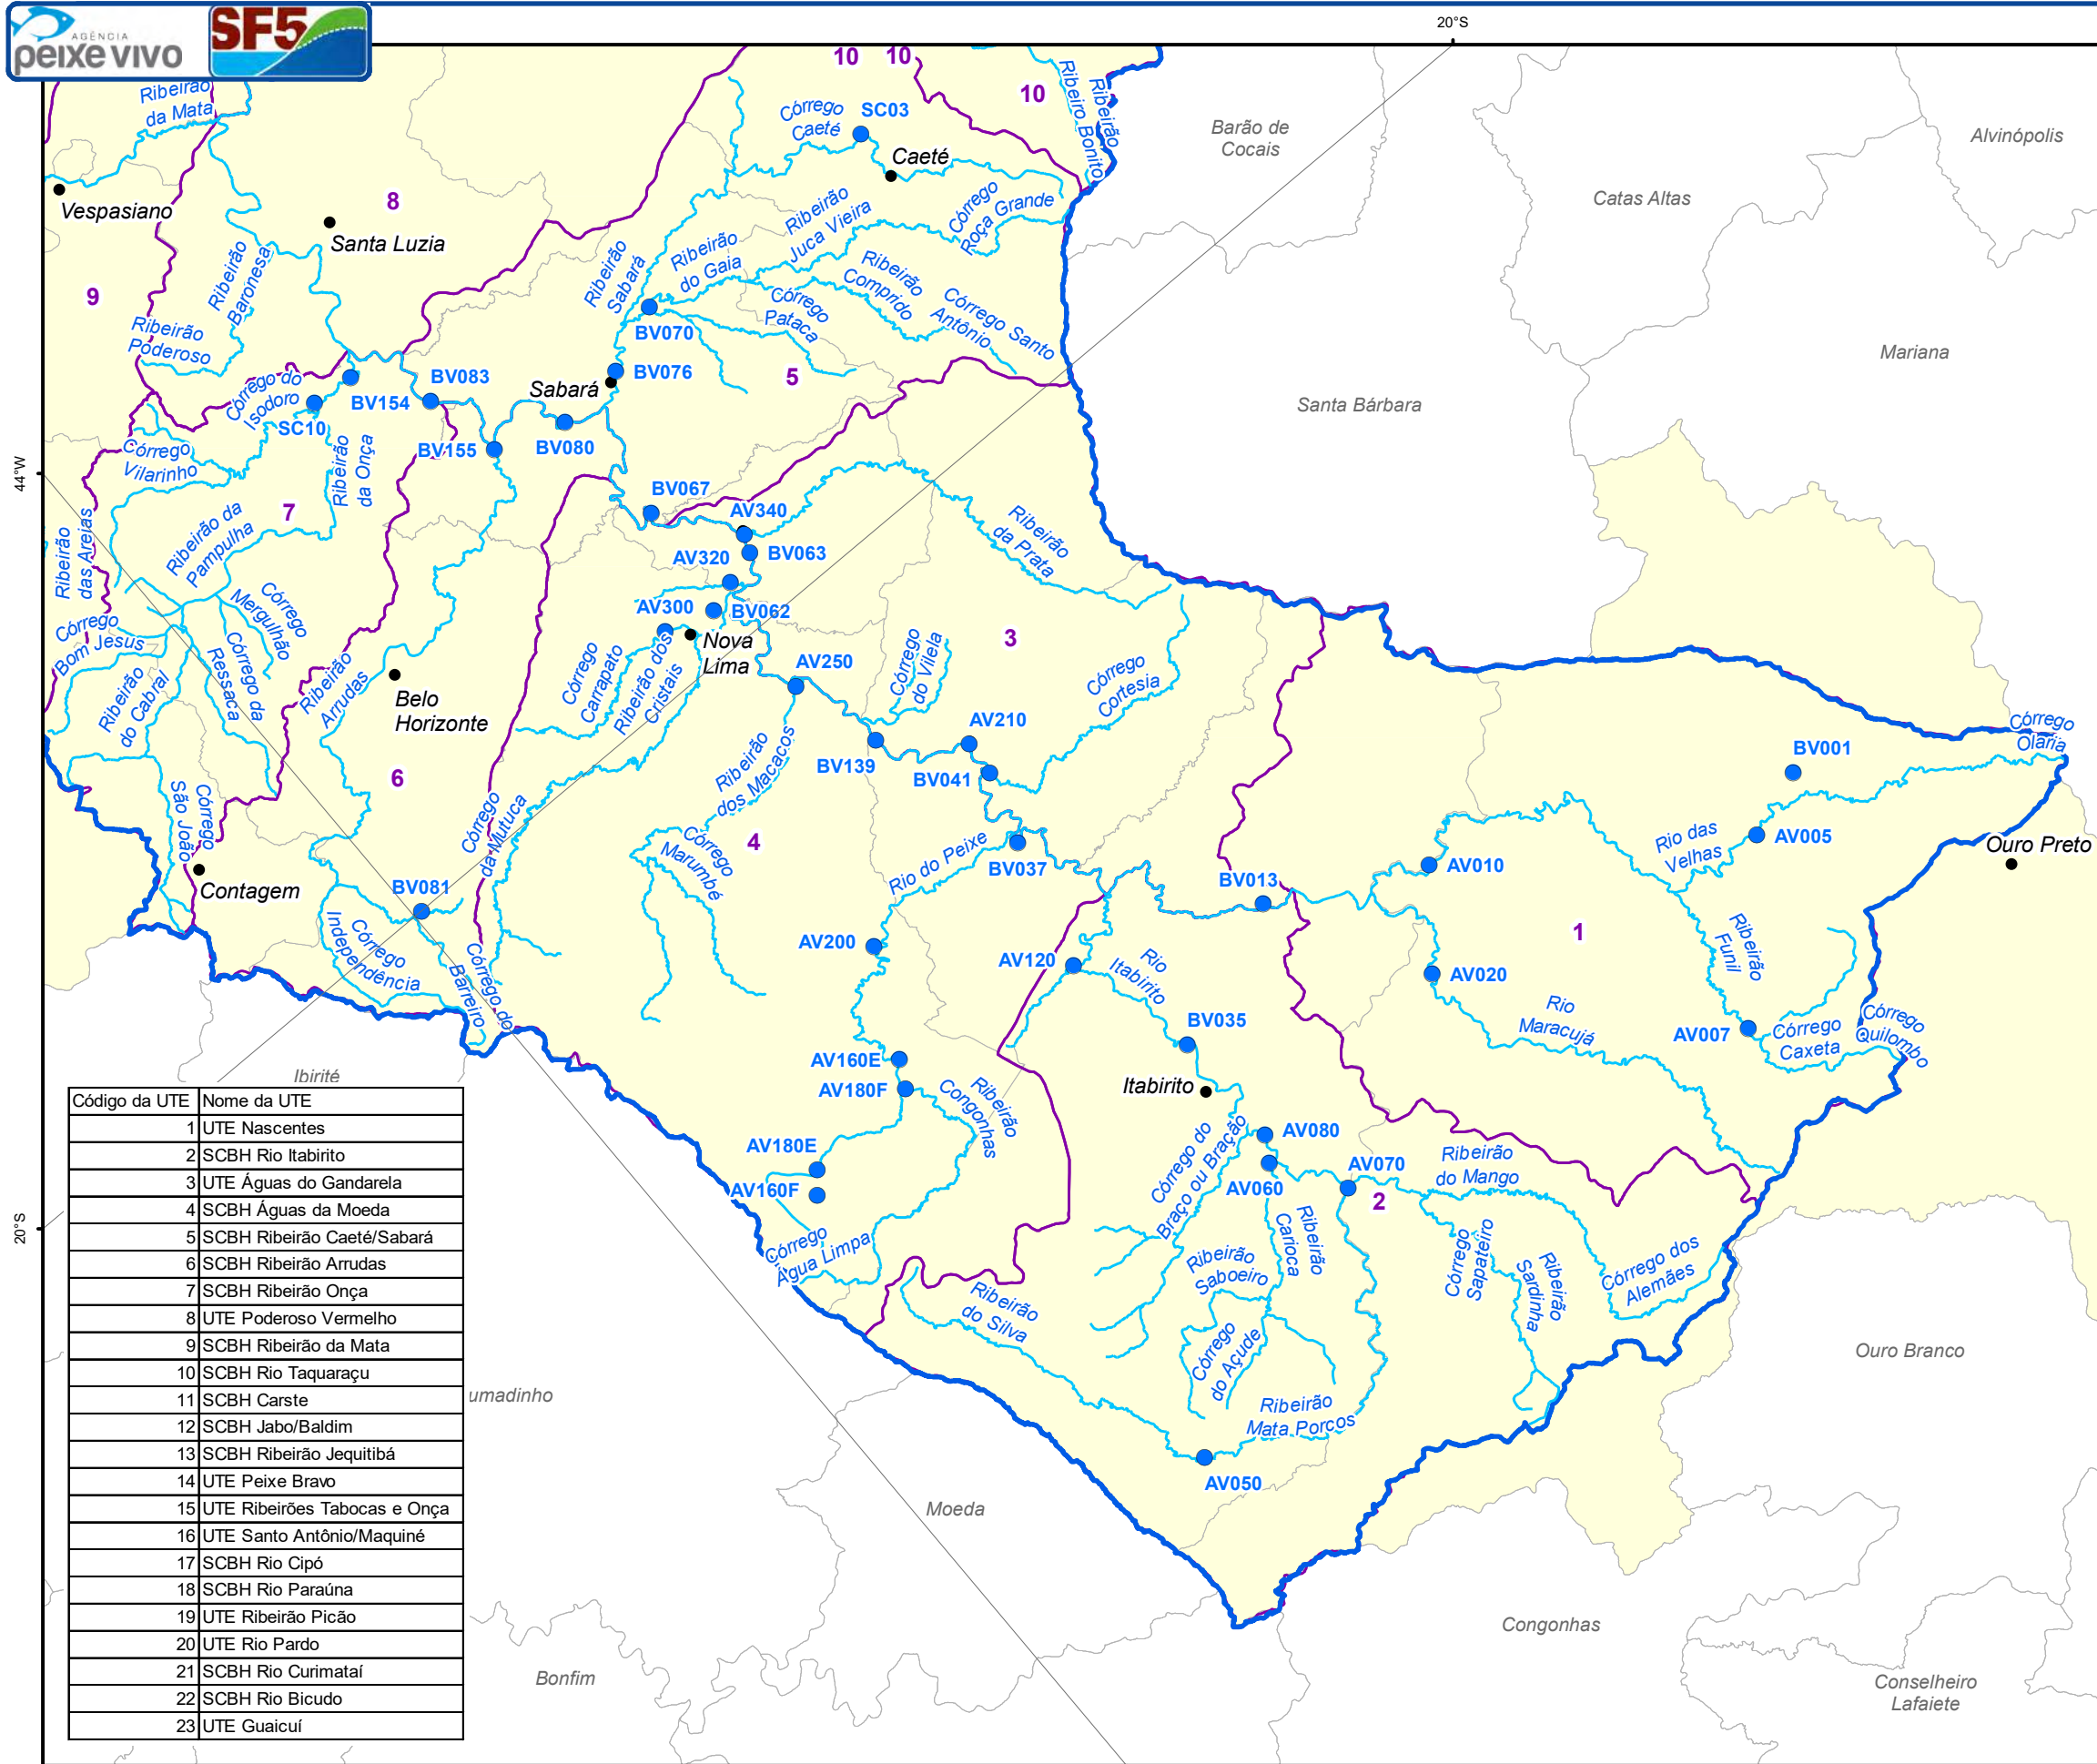 AGÊNCIA
peixe vivo
SF5
20°S
44°W
20°S
10
10
10
Ribeirão
da Mata
Córrego
Caeté
SC03
Caeté
Ribeiro Bonito
Ribeirão
Barão de
Cocais
Alvinópolis
Catas Altas
Vespasiano
8
Santa Luzia
Ribeirão
Baronesa
9
Ribeirão
Poderoso
Ribeirão
Sabará
Ribeirão
do Gaia
Ribeirão
Juca Vieira
Córrego
Roça Grande
Ribeirão
Comprido
Córrego Santo
Antônio
Córrego
Pataca
BV070
BV076
5
Sabará
BV083
BV154
Córrego do
Isodoro
SC10
BV155
BV080
Mariana
Santa Bárbara
Córrego
Vilarinho
Ribeirão
da Onça
7
Ribeirão da
Pampulha
Ribeirão
das Areias
BV067
AV340
BV063
AV320
Ribeirão
da Prata
AV300
BV062
Nova
Lima
3
Córrego
Mergulhão
Córrego
Bom Jesus
Córrego da
Ressaca
Ribeirão
do Cabral
Ribeirão
Arrudas
Belo
Horizonte
Córrego
Carrapato
Ribeirão dos
Cristais
AV250
Córrego
do Vilela
Córrego
Cortesia
AV210
BV139
BV041
Ribeirão
dos Macacos
6
Córrego
São João
Contagem
Córrego
da Mutuca
Córrego
Marumbé
4
Rio do Peixe
BV037
BV013
Córrego
Olaria
BV001
Rio das
Velhas
AV005
Ouro Preto
AV010
BV081
Córrego
Independência
Córrego do
Barreiro
AV200
AV120
Rio
Itabirito
1
Ribeirão
Funil
AV020
Rio
Maracujá
AV007
Córrego
Caxeta
Córrego
Quilombo
BV035
Itabirito
AV160E
AV180F
Ribeirão
Congonhas
Ibirité
AV180E
AV160F
Córrego
Água Limpa
Córrego do
Braço ou Bração
AV080
AV060
AV070
2
Ribeirão
do Mango
Ribeirão
Carioca
Ribeirão
Saboeiro
Córrego
do Açude
Córrego
Sapateiro
Ribeirão
Sardinha
Córrego dos
Alemães
Ribeirão
do Silva
Ribeirão
Mata Porcos
AV050
Ouro Branco
umadinho
Moeda
Bonfim
Congonhas
Conselheiro
Lafaiete
Código da UTE Nome da UTE
1 UTE Nascentes
2 SCBH Rio Itabirito
3 UTE Águas do Gandarela
4 SCBH Águas da Moeda
5 SCBH Ribeirão Caeté/Sabará
6 SCBH Ribeirão Arrudas
7 SCBH Ribeirão Onça
8 UTE Poderoso Vermelho
9 SCBH Ribeirão da Mata
10 SCBH Rio Taquaraçu
11 SCBH Carste
12 SCBH Jabo/Baldim
13 SCBH Ribeirão Jequitibá
14 UTE Peixe Bravo
15 UTE Ribeirões Tabocas e Onça
16 UTE Santo Antônio/Maquiné
17 SCBH Rio Cipó
18 SCBH Rio Paraúna
19 UTE Ribeirão Picão
20 UTE Rio Pardo
21 SCBH Rio Curimataí
22 SCBH Rio Bicudo
23 UTE Guaicuí